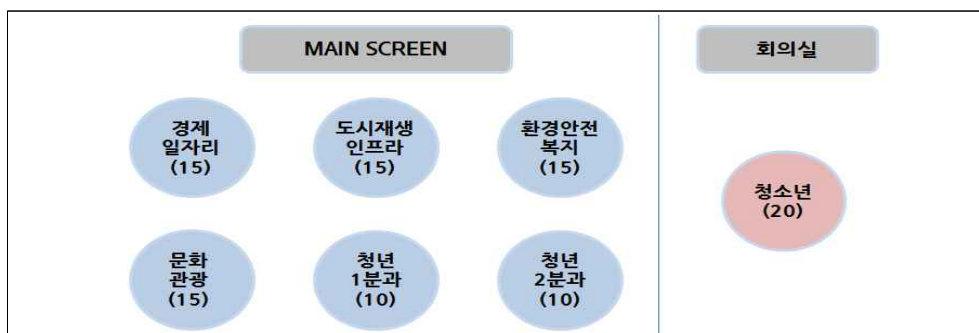 MAIN SCREEN
회의실
경제
일자리
(15)
도시재생
인프라
(15)
환경안전
복지
(15)
청소년
(20)
문화
관광
(15)
청년
1분과
(10)
청년
2분과
(10)